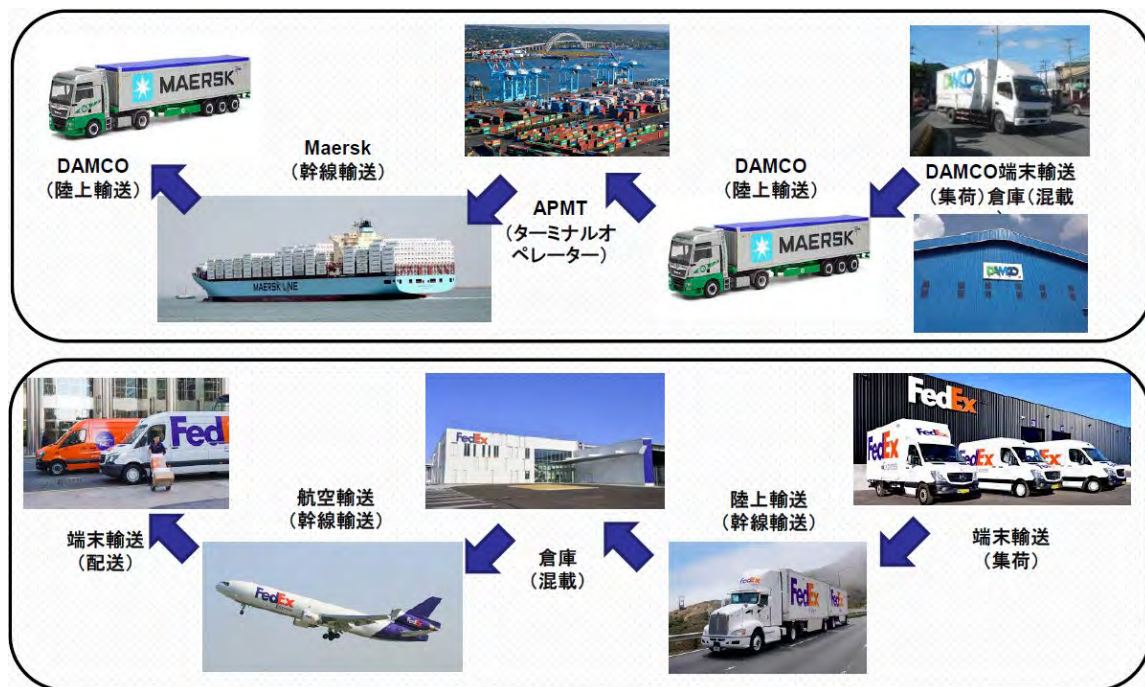 MAERSK
DAMCO
DAMCO
（陸上輸送）
Maersk
（幹線輸送）
MAERSK LINE
APMT
（ターミナルオ
ペレーター）
DAMCO
（陸上輸送）
MAERSK
DAMCO端末輸送
（集荷）倉庫（混載
）
DAMCO
FedEx
端末輸送
（配送）
航空輸送
（幹線輸送）
FedEx
FedEx
倉庫
（混載）
陸上輸送
（幹線輸送）
FedEx
FedEx
FedEx
FedEx
FedEx
Express
端末輸送
（集荷）